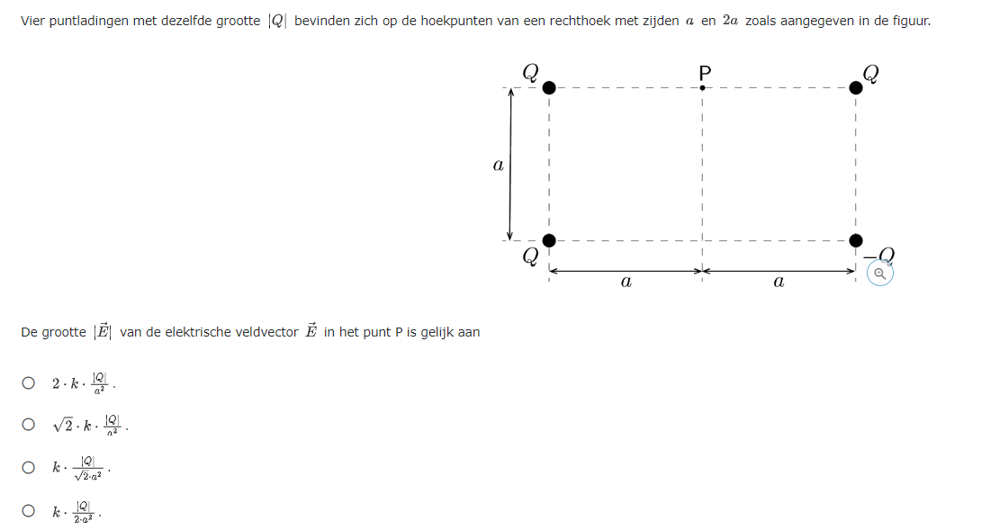 Vier puntladingen met dezelfde grootte |Q| bevinden zich op de hoekpunten van een rechthoek met zijden a en 2a zoals aangegeven in de figuur.
Q P Q
a
Q −Q
a a
De grootte |E⃗| van de elektrische veldvector E⃗ in het punt P is gelijk aan
2 · k · |Q|/a² .
√2 · k · |Q|/a² .
k · |Q|/(√2·a²) .
k · |Q|/(2·a²) .